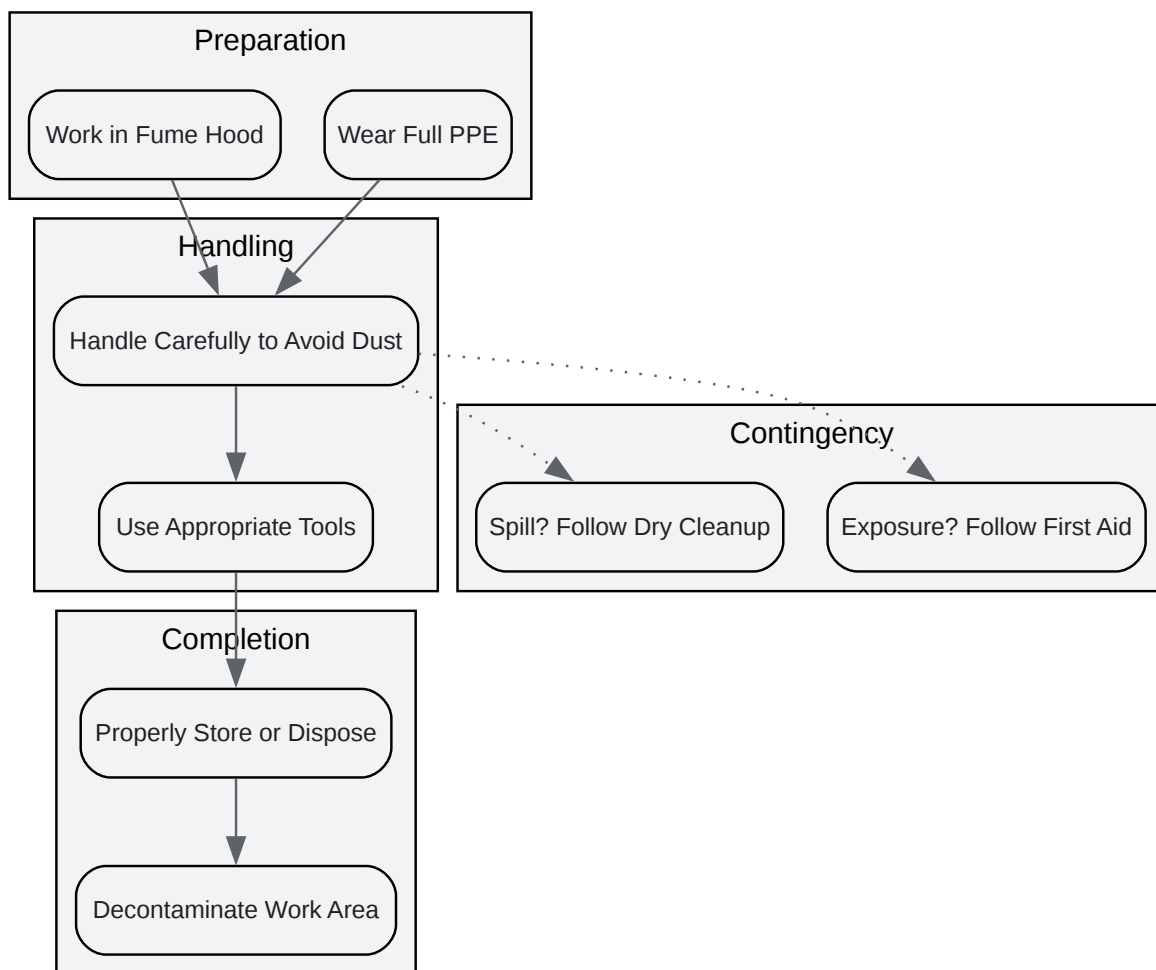 Preparation
Work in Fume Hood
Wear Full PPE
Handling
Handle Carefully to Avoid Dust
Use Appropriate Tools
Contingency
Spill? Follow Dry Cleanup
Exposure? Follow First Aid
Completion
Properly Store or Dispose
Decontaminate Work Area